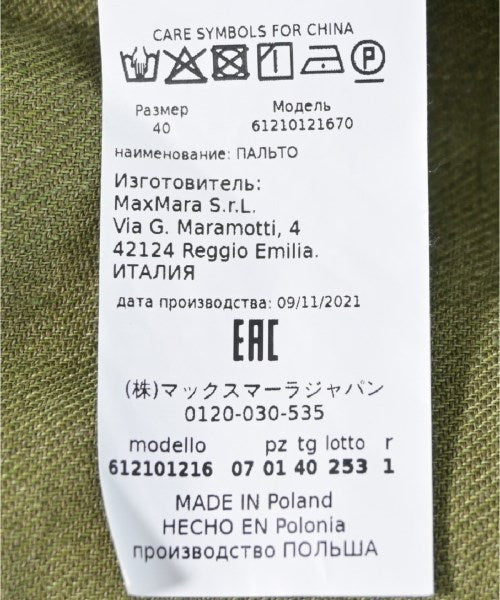 CARE SYMBOLS FOR CHINA
P
Размер Модель
40 61210121670
наименование: ПАЛЬТО
Изготовитель:
MaxMara S.r.L.
Via G. Maramotti, 4
42124 Reggio Emilia.
ИТАЛИЯ
дата производства: 09/11/2021
EAC
(株)マックスマーラジャパン
0120-030-535
modello pz tg lotto r
612101216 07 01 40 253 1
MADE IN Poland
HECHO EN Polonia
производство ПОЛЬША